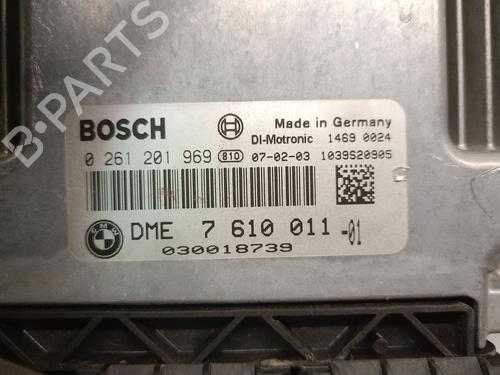 B-PARTS
BOSCH
Made in Germany
DI-Motronic 1469 0024
0 261 201 969 810 07-02-03 1039S20905
BMW
DME 7 610 011 -01
030018739